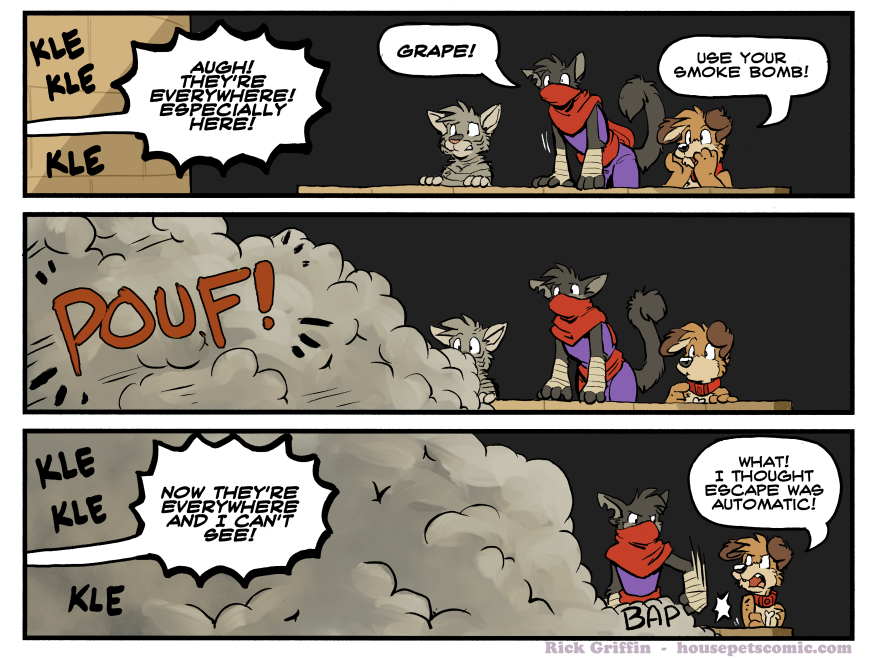 KLE
KLE
KLE
AUGH!
THEY'RE
EVERYWHERE!
ESPECIALLY
HERE!
GRAPE!
USE YOUR
SMOKE BOMB!
POUF!
KLE
KLE
KLE
NOW THEY'RE
EVERYWHERE
AND I CAN'T
SEE!
BAP
WHAT!
I THOUGHT
ESCAPE WAS
AUTOMATIC!
Rick Griffin - housepetscomic.com